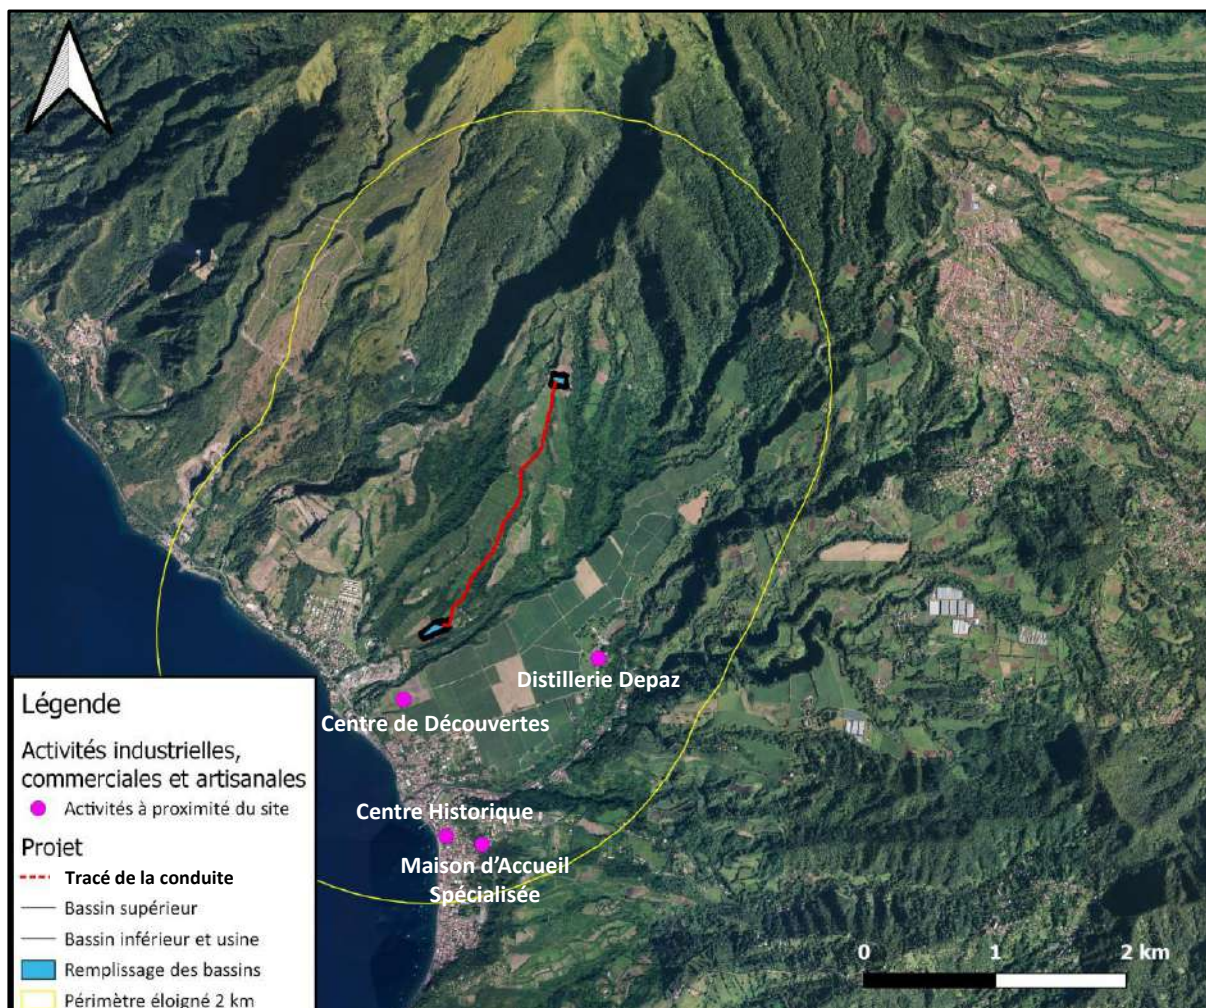 Distillerie Depaz
Centre de Découvertes
Centre Historique
Maison d'Accueil
Spécialisée
Légende
Activités industrielles,
commerciales et artisanales
Activités à proximité du site
Projet
Tracé de la conduite
Bassin supérieur
Bassin inférieur et usine
Remplissage des bassins
Périmètre éloigné 2 km
0 1 2 km